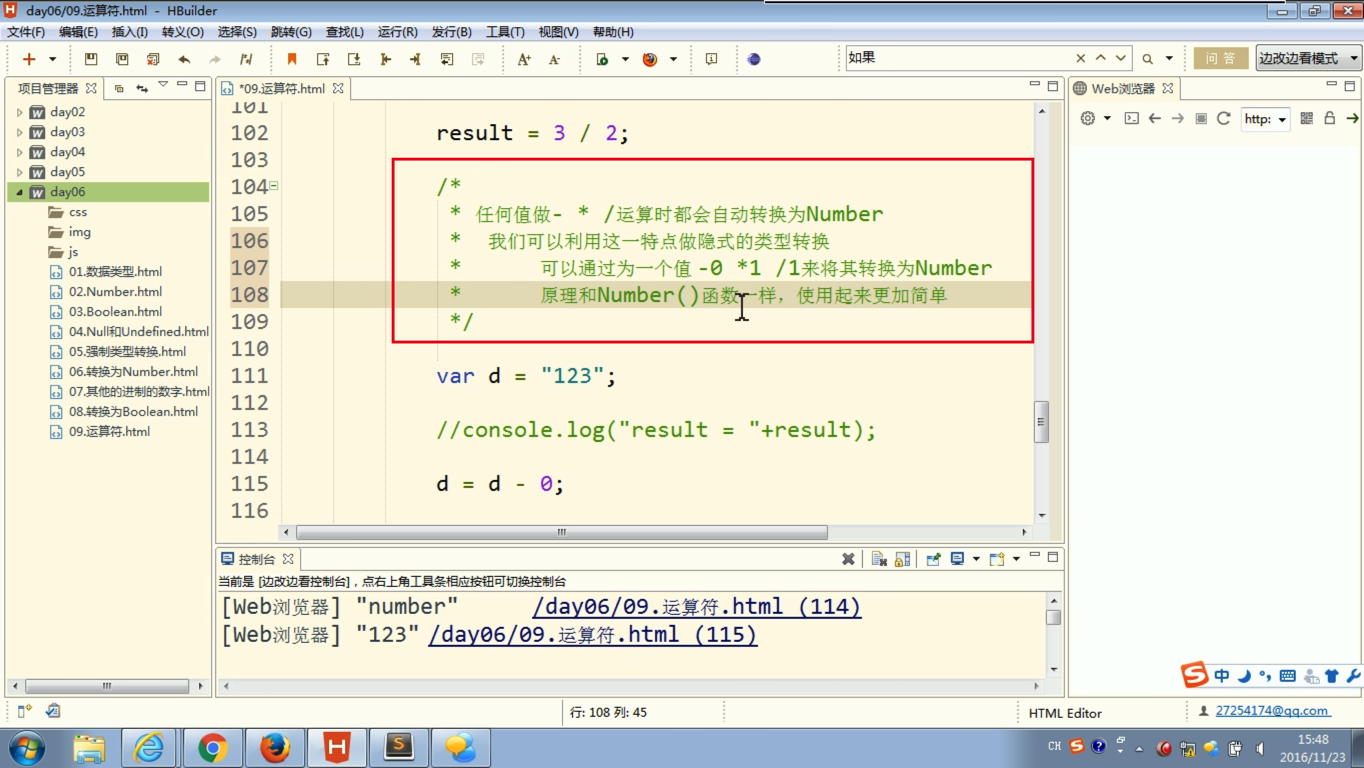 day06/09.运算符.html - HBuilder
文件(F) 编辑(E) 插入(I) 转义(O) 选择(S) 跳转(G) 查找(L) 运行(R) 发行(B) 工具(T) 视图(V) 帮助(H)
如果
问 答
边改边看模式
项目管理器
*09.运算符.html
Web浏览器
http:
day02
day03
day04
day05
day06
css
img
js
01.数据类型.html
02.Number.html
03.Boolean.html
04.Null和Undefined.html
05.强制类型转换.html
06.转换为Number.html
07.其他的进制的数字.html
08.转换为Boolean.html
09.运算符.html
101
102 result = 3 / 2;
103
104 /*
105 * 任何值做- * /运算时都会自动转换为Number
106 * 我们可以利用这一特点做隐式的类型转换
107 * 可以通过为一个值 -0 *1 /1来将其转换为Number
108 * 原理和Number()函数一样，使用起来更加简单
109 */
110
111 var d = "123";
112
113 //console.log("result = "+result);
114
115 d = d - 0;
116
控制台
当前是 [边改边看控制台]，点右上角工具条相应按钮可切换控制台
[Web浏览器] "number" /day06/09.运算符.html (114)
[Web浏览器] "123" /day06/09.运算符.html (115)
中
行: 108 列: 45
HTML Editor
27254174@qq.com
CH
15:48
2016/11/23